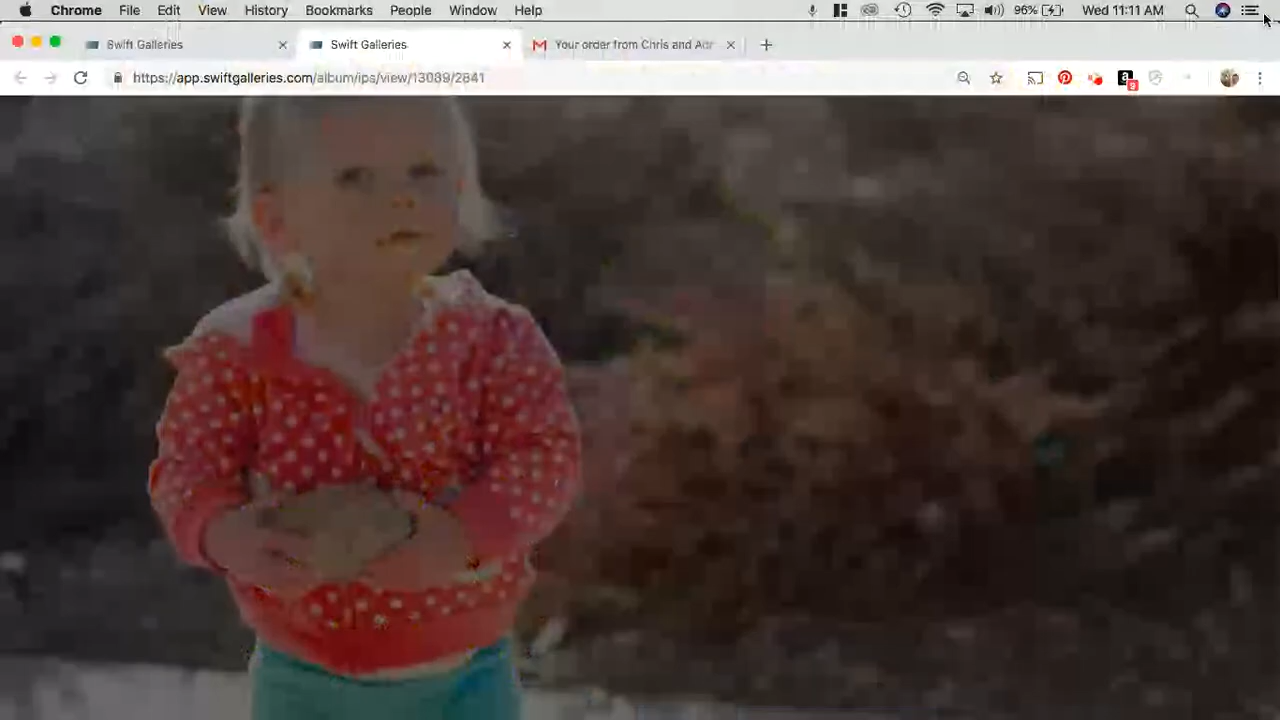 Chrome File Edit View History Bookmarks People Window Help 96% Wed 11:11 AM
Swift Galleries Swift Galleries Your order from Chris and Adr
https://app.swiftgalleries.com/album/ips/view/13089/2841